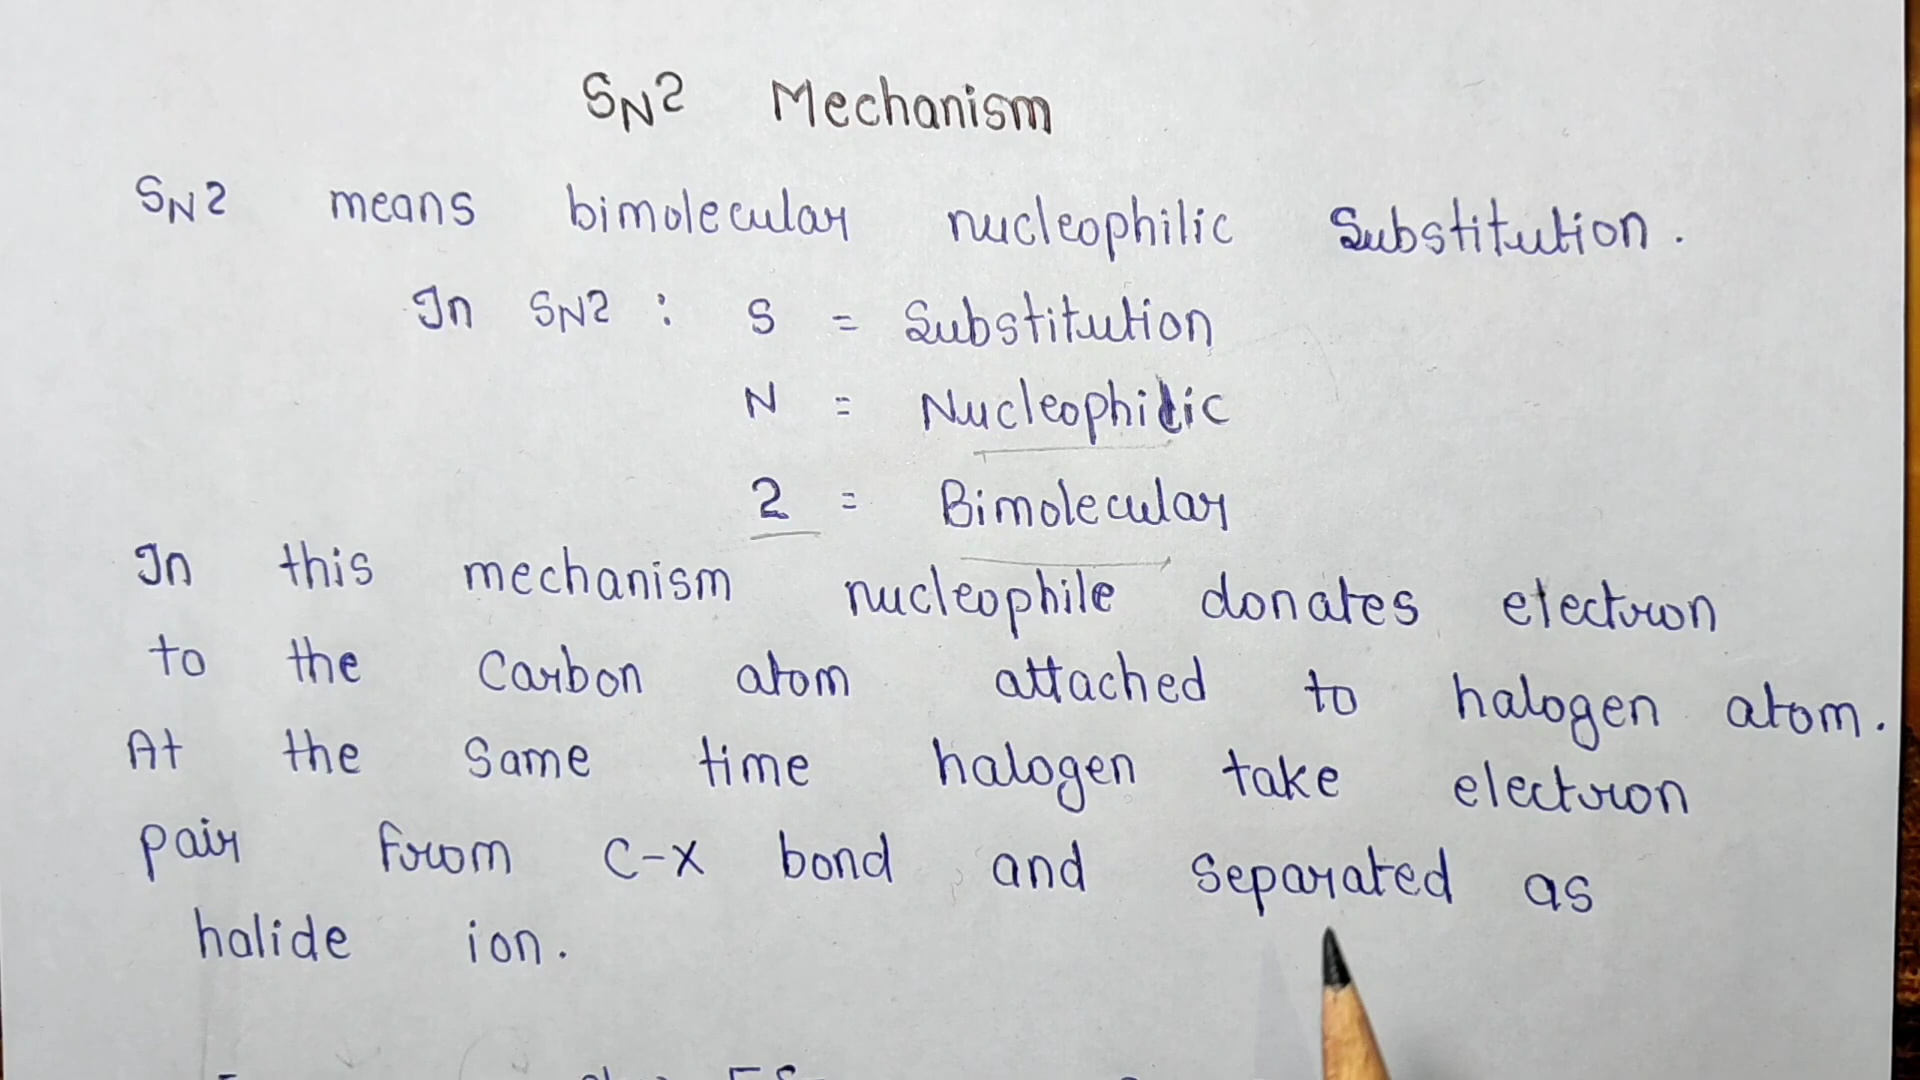 SN2 Mechanism
SN2 means bimolecular nucleophilic Substitution.
In SN2 : S = Substitution
N = Nucleophilic
2 = Bimolecular
In this mechanism nucleophile donates electron
to the Carbon atom attached to halogen atom.
At the Same time halogen take electron
pair from C-X bond and Separated as
halide ion.